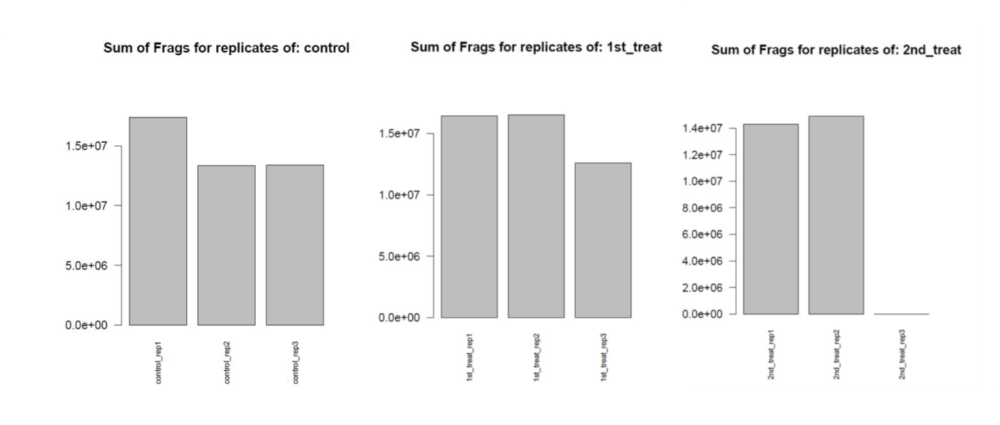 Sum of Frags for replicates of: control
1.5e+07
1.0e+07
5.0e+06
0.0e+00
control_rep1
control_rep2
control_rep3
Sum of Frags for replicates of: 1st_treat
1.5e+07
1.0e+07
5.0e+06
0.0e+00
1st_treat_rep1
1st_treat_rep2
1st_treat_rep3
Sum of Frags for replicates of: 2nd_treat
1.4e+07
1.2e+07
1.0e+07
8.0e+06
6.0e+06
4.0e+06
2.0e+06
0.0e+00
2nd_treat_rep1
2nd_treat_rep2
2nd_treat_rep3